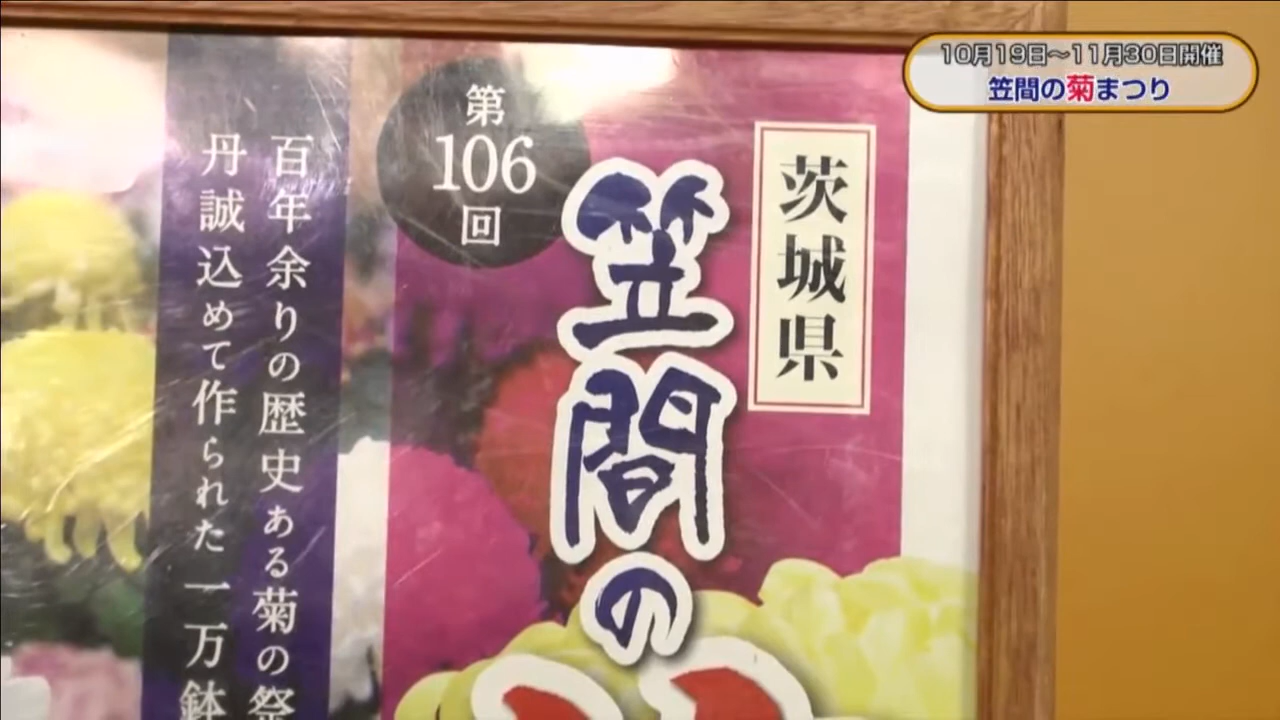 10月19日～11月30日開催
笠間の菊まつり
茨城県
第
106
回
笠間の
百年余りの歴史ある菊の祭
丹誠込めて作られた一万鉢